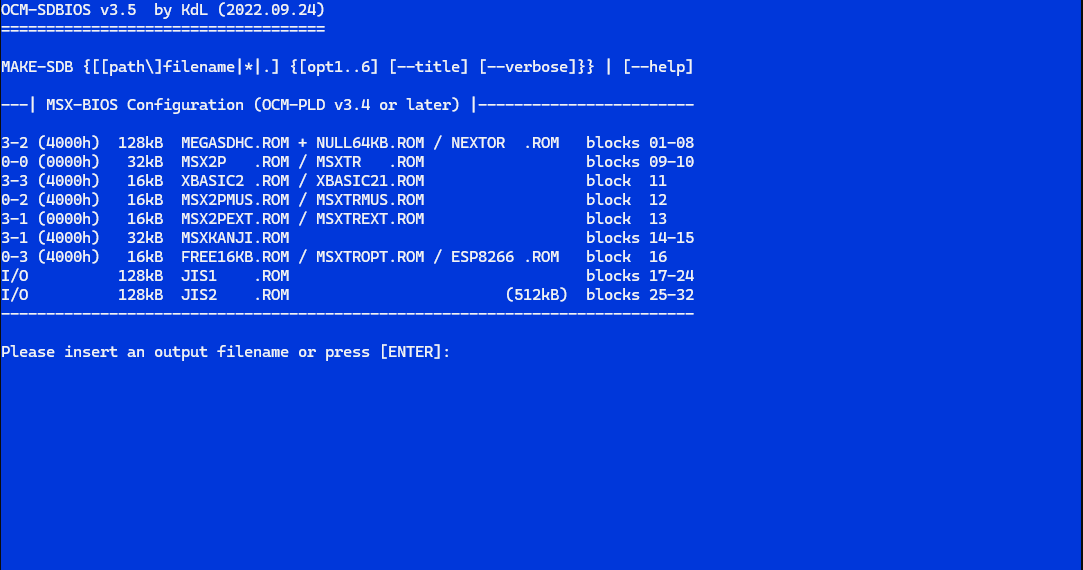 OCM-SDBIOS v3.5  by KdL (2022.09.24)
====================================
MAKE-SDB {[[path\]filename|*|.] {[opt1..6] [--title] [--verbose]}} | [--help]
---| MSX-BIOS Configuration (OCM-PLD v3.4 or later) |------------------------
3-2 (4000h)  128kB  MEGASDHC.ROM + NULL64KB.ROM / NEXTOR  .ROM   blocks 01-08
0-0 (0000h)   32kB  MSX2P   .ROM / MSXTR   .ROM                  blocks 09-10
3-3 (4000h)   16kB  XBASIC2 .ROM / XBASIC21.ROM                  block  11
0-2 (4000h)   16kB  MSX2PMUS.ROM / MSXTRMUS.ROM                  block  12
3-1 (0000h)   16kB  MSX2PEXT.ROM / MSXTREXT.ROM                  block  13
3-1 (4000h)   32kB  MSXKANJI.ROM                                 blocks 14-15
0-3 (4000h)   16kB  FREE16KB.ROM / MSXTROPT.ROM / ESP8266 .ROM   block  16
I/O          128kB  JIS1    .ROM                                 blocks 17-24
I/O          128kB  JIS2    .ROM                        (512kB)  blocks 25-32
-----------------------------------------------------------------------------
Please insert an output filename or press [ENTER]: